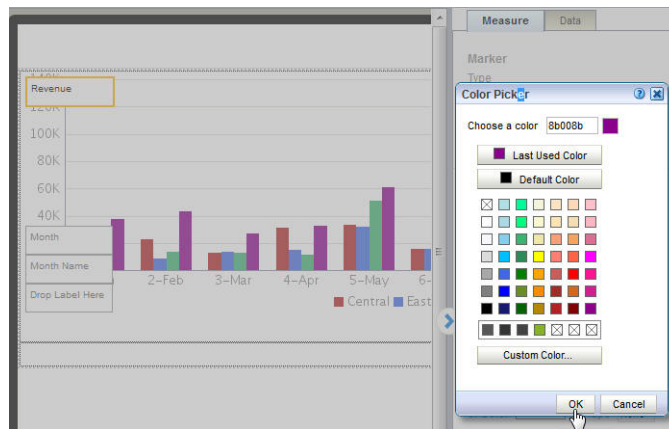 Measure Data
Marker
Type
140K
Revenue
Color Picker
Choose a color 8b008b
100K
Last Used Color
80K
Default Color
60K
40K
Month
Month Name
2-Feb 3-Mar 4-Apr 5-May 6-
Drop Label Here
Central East
Custom Color...
OK Cancel